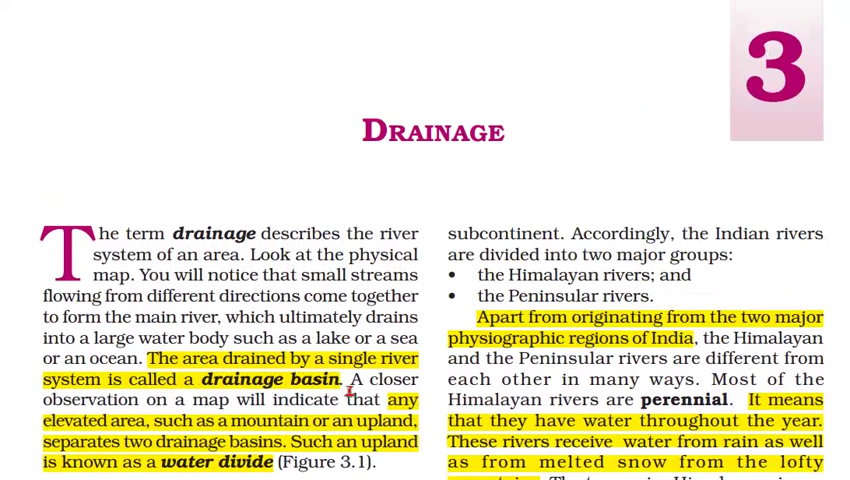 3
DRAINAGE
The term drainage describes the river
system of an area. Look at the physical
map. You will notice that small streams
flowing from different directions come together
to form the main river, which ultimately drains
into a large water body such as a lake or a sea
or an ocean. The area drained by a single river
system is called a drainage basin. A closer
observation on a map will indicate that any
elevated area, such as a mountain or an upland,
separates two drainage basins. Such an upland
is known as a water divide (Figure 3.1).
subcontinent. Accordingly, the Indian rivers
are divided into two major groups:
• the Himalayan rivers; and
• the Peninsular rivers.
Apart from originating from the two major
physiographic regions of India, the Himalayan
and the Peninsular rivers are different from
each other in many ways. Most of the
Himalayan rivers are perennial. It means
that they have water throughout the year.
These rivers receive water from rain as well
as from melted snow from the lofty